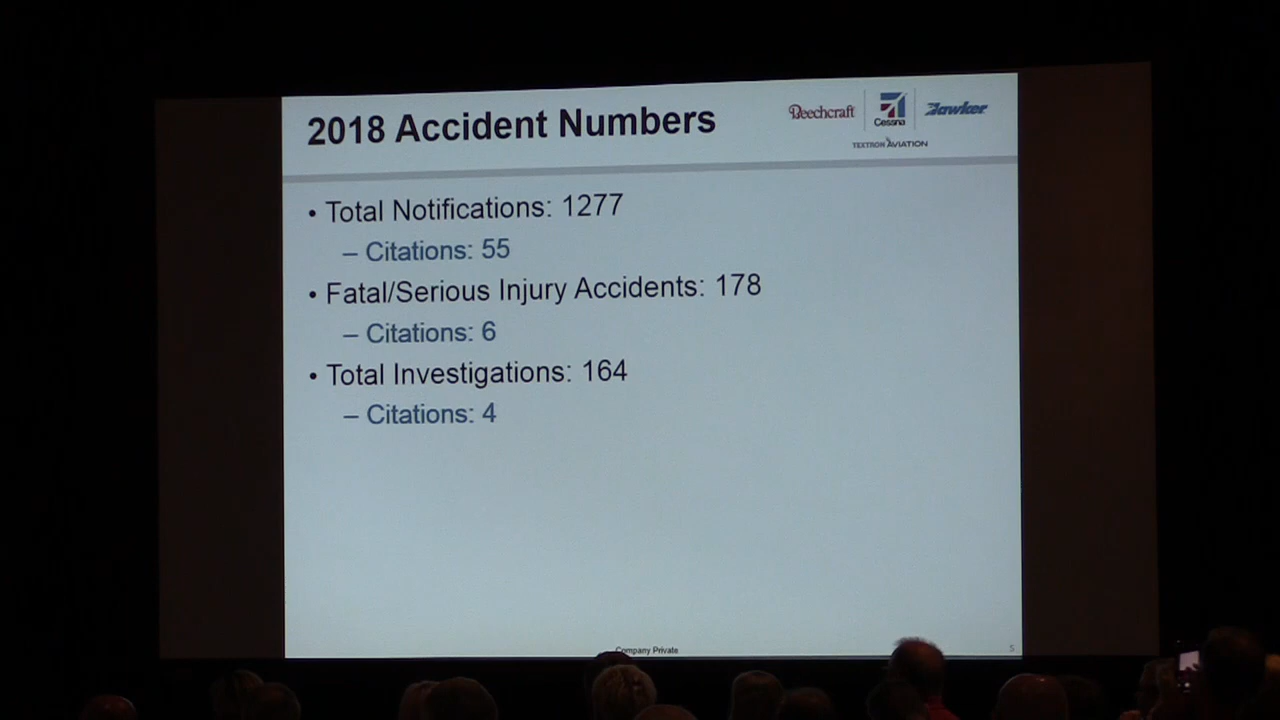 2018 Accident Numbers
Beechcraft
Cessna
Hawker
TEXTRON AVIATION
• Total Notifications: 1277
– Citations: 55
• Fatal/Serious Injury Accidents: 178
– Citations: 6
• Total Investigations: 164
– Citations: 4
Company Private
5